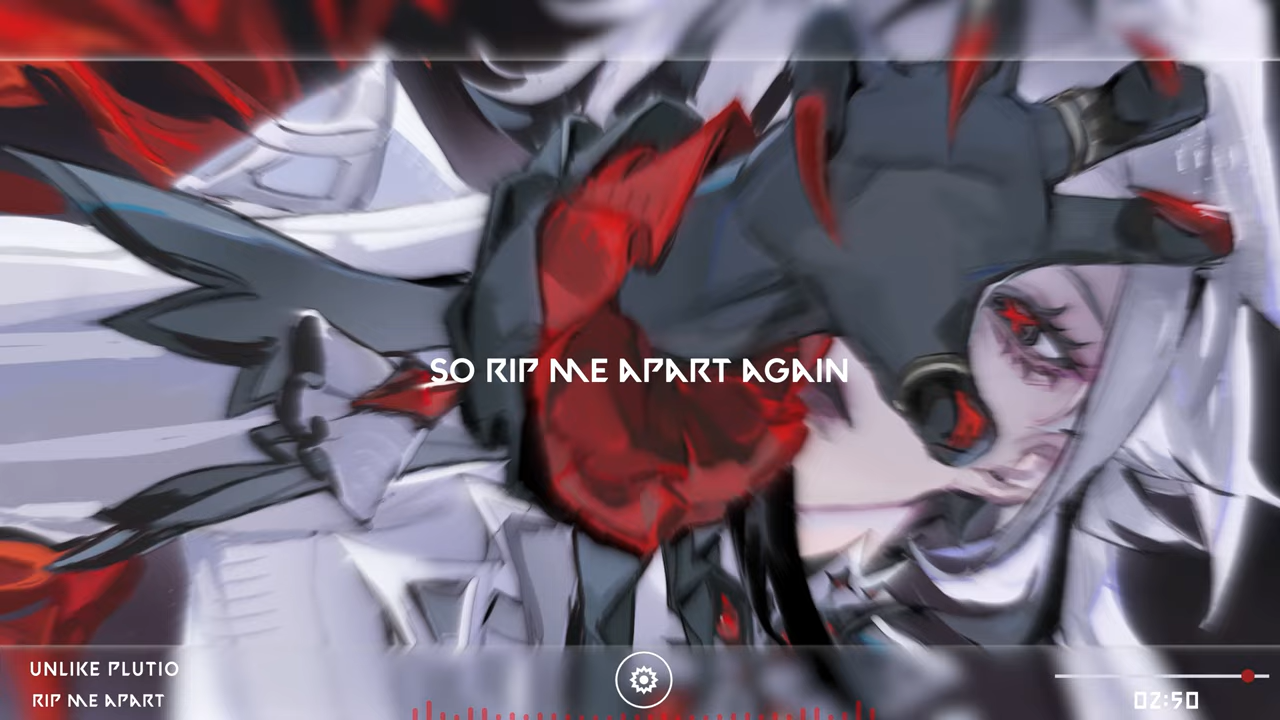 SO RIP ME APART AGAIN
UNLIKE PLUTIO
RIP ME APART
02:50